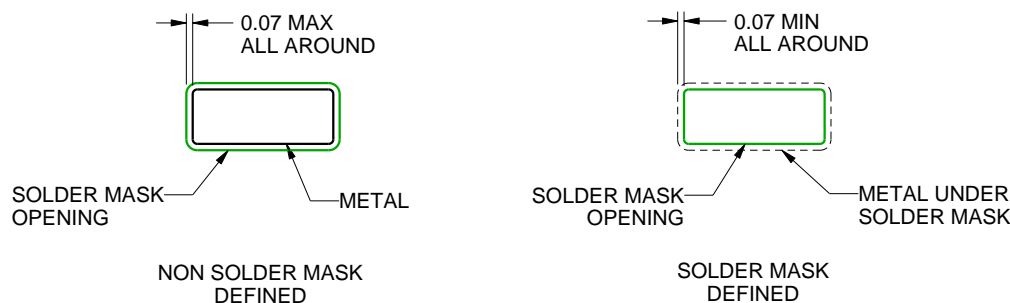 0.07 MAX
ALL AROUND
SOLDER MASK
OPENING
METAL
NON SOLDER MASK
DEFINED
0.07 MIN
ALL AROUND
SOLDER MASK
OPENING
METAL UNDER
SOLDER MASK
SOLDER MASK
DEFINED